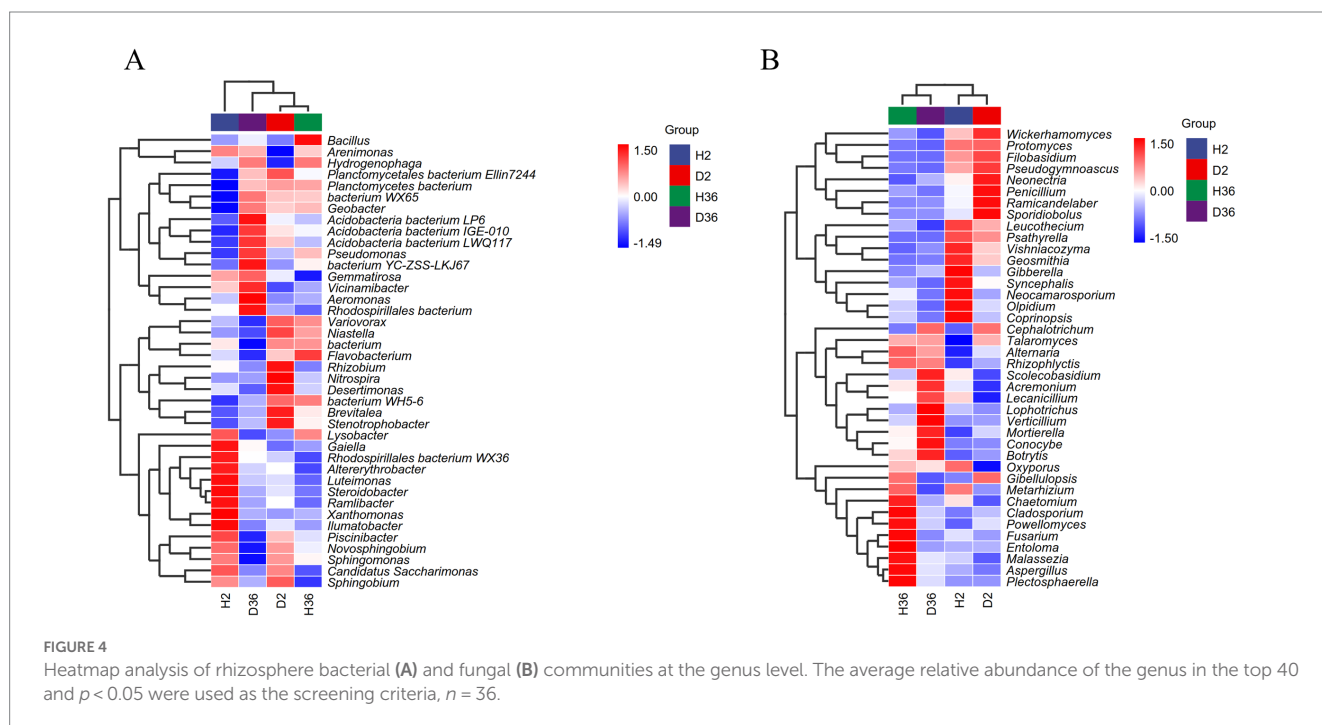 A
Bacillus
Arenimonas
Hydrogenophaga
Planctomycetales bacterium Ellin7244
Planctomycetes bacterium
bacterium WX65
Geobacter
Acidobacteria bacterium LP6
Acidobacteria bacterium IGE-010
Acidobacteria bacterium LWQ117
Pseudomonas
bacterium YC-ZSS-LKJ67
Gemmatirosa
Vicinamibacter
Aeromonas
Rhodospirillales bacterium
Variovorax
Niastella
bacterium
Flavobacterium
Rhizobium
Nitrospira
Desertimonas
bacterium WH5-6
Brevitalea
Stenotrophobacter
Lysobacter
Gaiella
Rhodospirillales bacterium WX36
Altererythrobacter
Luteimonas
Steroidobacter
Ramlibacter
Xanthomonas
Ilumatobacter
Piscinibacter
Novosphingobium
Sphingomonas
Candidatus Saccharimonas
Sphingobium
H2
D36
D2
H36
1.50
0.00
-1.49
Group
H2
D2
H36
D36
B
Wickerhamomyces
Protomyces
Filobasidium
Pseudogymnoascus
Neonectria
Penicillium
Ramicandelaber
Sporidiobolus
Leucothecium
Psathyrella
Vishniacozyma
Geosmithia
Gibberella
Syncephalis
Neocamarosporium
Olpidium
Coprinopsis
Cephalotrichum
Talaromyces
Alternaria
Rhizophlyctis
Scolecobasidium
Acremonium
Lecanicillium
Lophotrichus
Verticillium
Mortierella
Conocybe
Botrytis
Oxyporus
Gibellulopsis
Metarhizium
Chaetomium
Cladosporium
Powellomyces
Fusarium
Entoloma
Malassezia
Aspergillus
Plectosphaerella
H36
D36
H2
D2
1.50
0.00
-1.50
Group
H2
D2
H36
D36
FIGURE 4
Heatmap analysis of rhizosphere bacterial (A) and fungal (B) communities at the genus level. The average relative abundance of the genus in the top 40
and p < 0.05 were used as the screening criteria, n = 36.